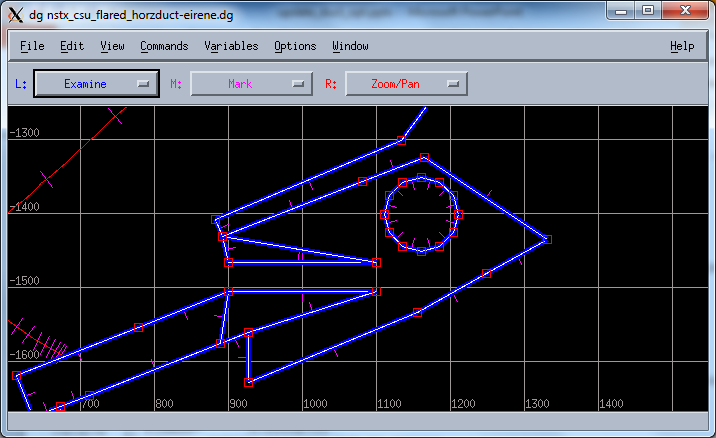 dg nstx_csu_flared_horzduct-eirene.dg
File Edit View Commands Variables Options Window Help
L: Examine M: Mark R: Zoom/Pan
-1300
-1400
-1500
-1600
700 800 900 1000 1100 1200 1300 1400